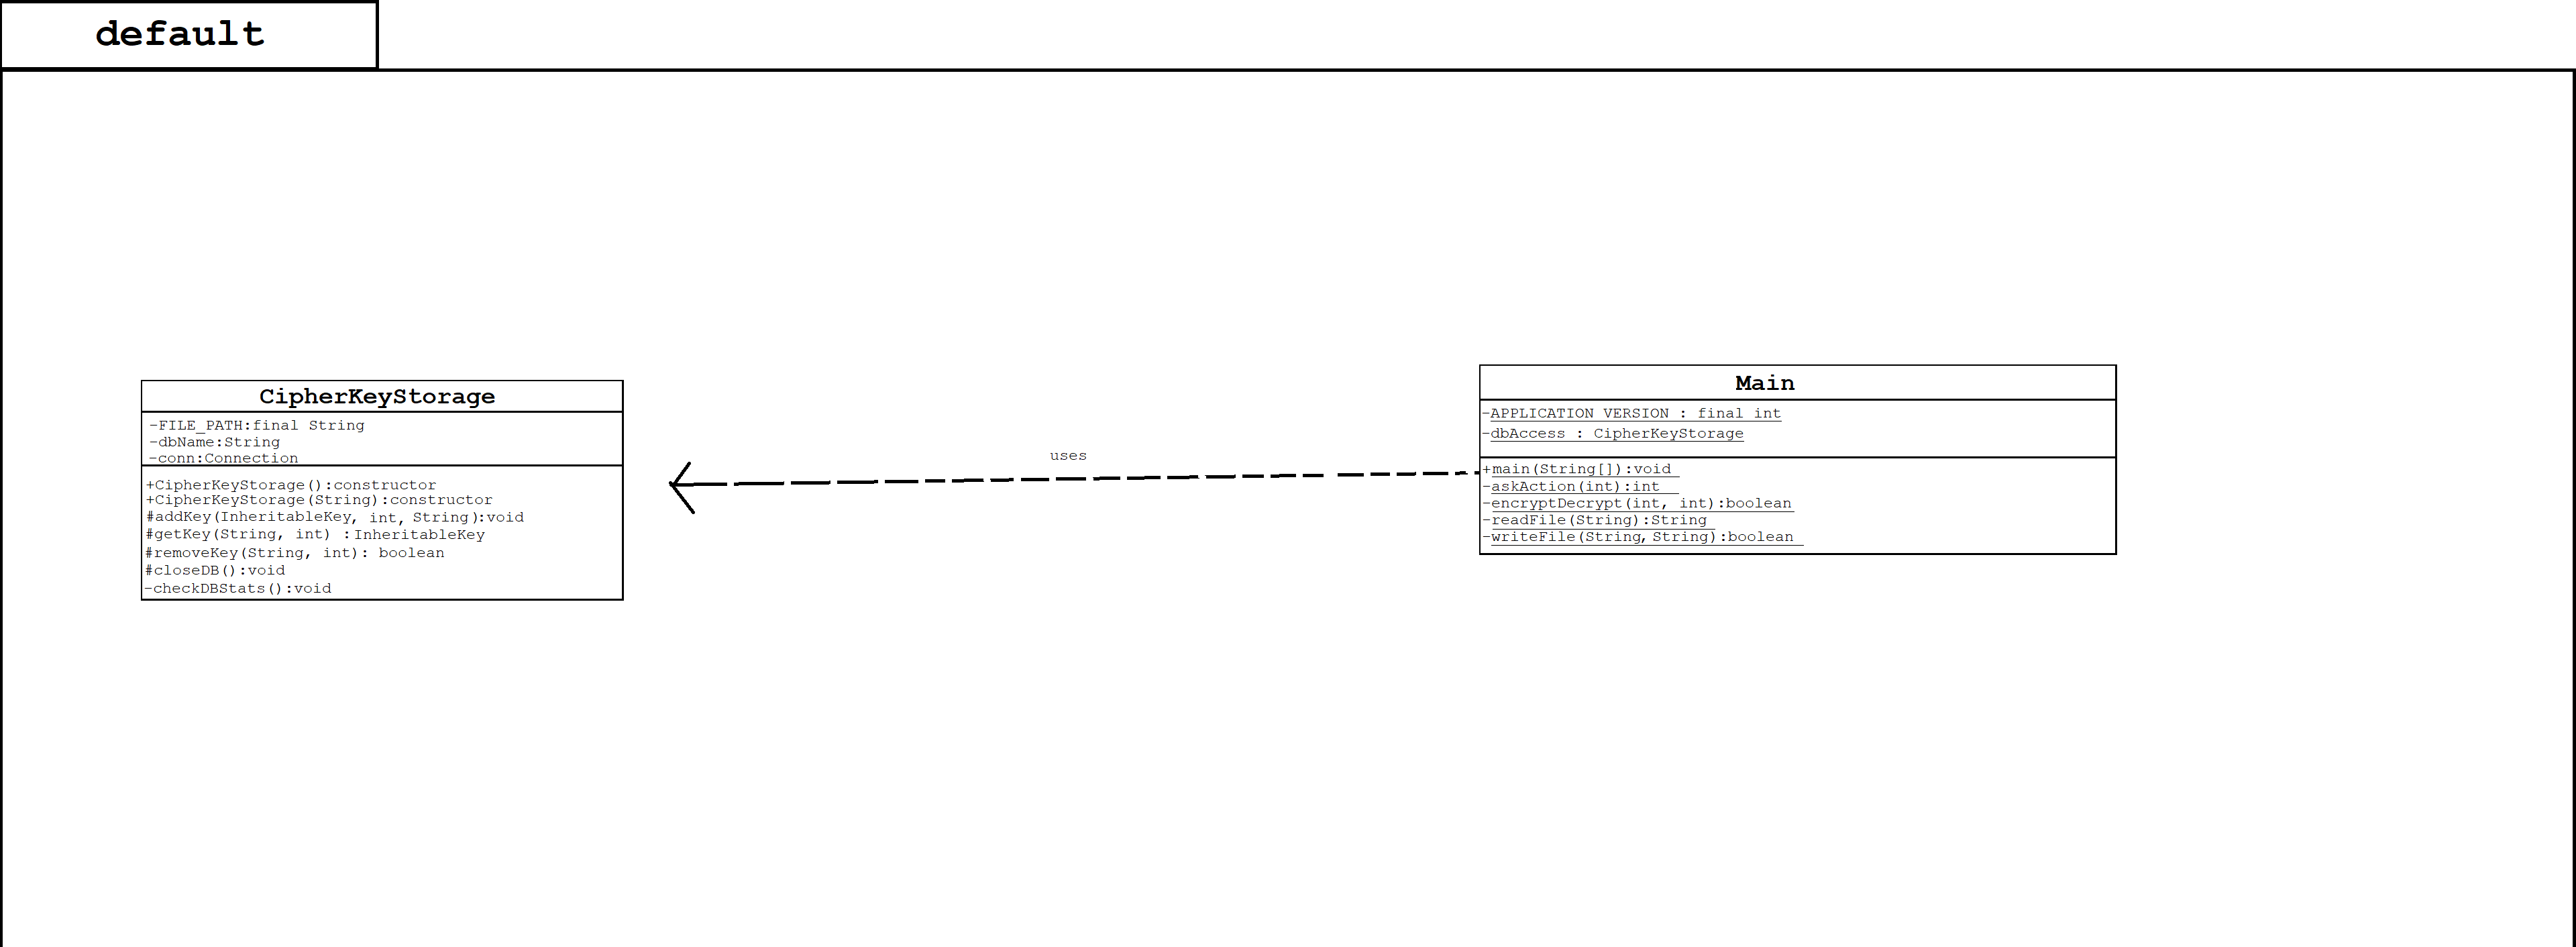 default
CipherKeyStorage
-FILE_PATH:final String
-dbName:String
-conn:Connection
+CipherKeyStorage():constructor
+CipherKeyStorage(String):constructor
#addKey(InheritableKey, int, String):void
#getKey(String, int) :InheritableKey
#removeKey(String, int): boolean
#closeDB():void
-checkDBStats():void
uses
Main
-APPLICATION_VERSION : final int
-dbAccess : CipherKeyStorage
+main(String[]):void
-askAction(int):int
-encryptDecrypt(int, int):boolean
-readFile(String):String
-writeFile(String,String):boolean